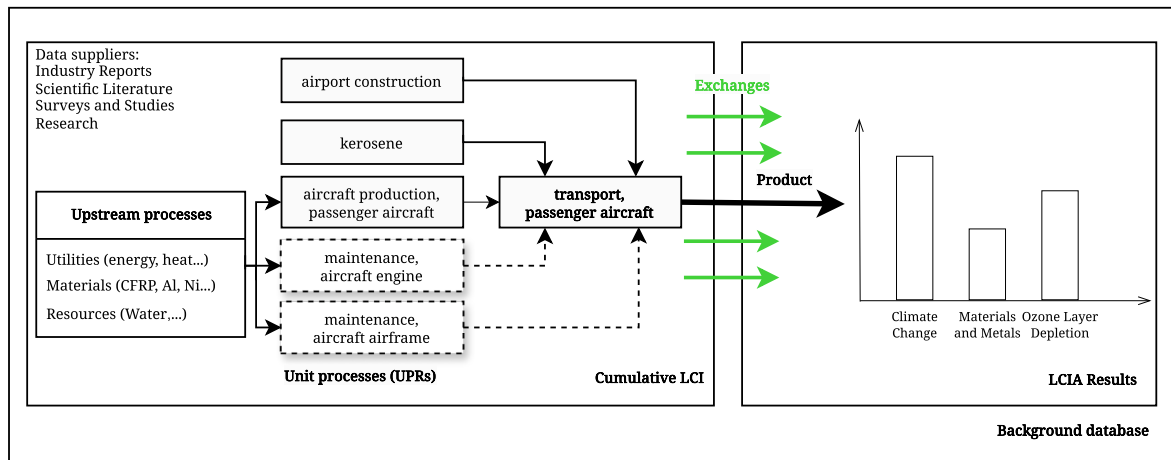 Data suppliers:
Industry Reports
Scientific Literature
Surveys and Studies
Research
airport construction
kerosene
aircraft production,
passenger aircraft
maintenance,
aircraft engine
maintenance,
aircraft airframe
Upstream processes
Utilities (energy, heat...)
Materials (CFRP, Al, Ni...)
Resources (Water,...)
transport,
passenger aircraft
Unit processes (UPRs)
Cumulative LCI
Exchanges
Product
Climate
Change
Materials
and Metals
Ozone Layer
Depletion
LCIA Results
Background database